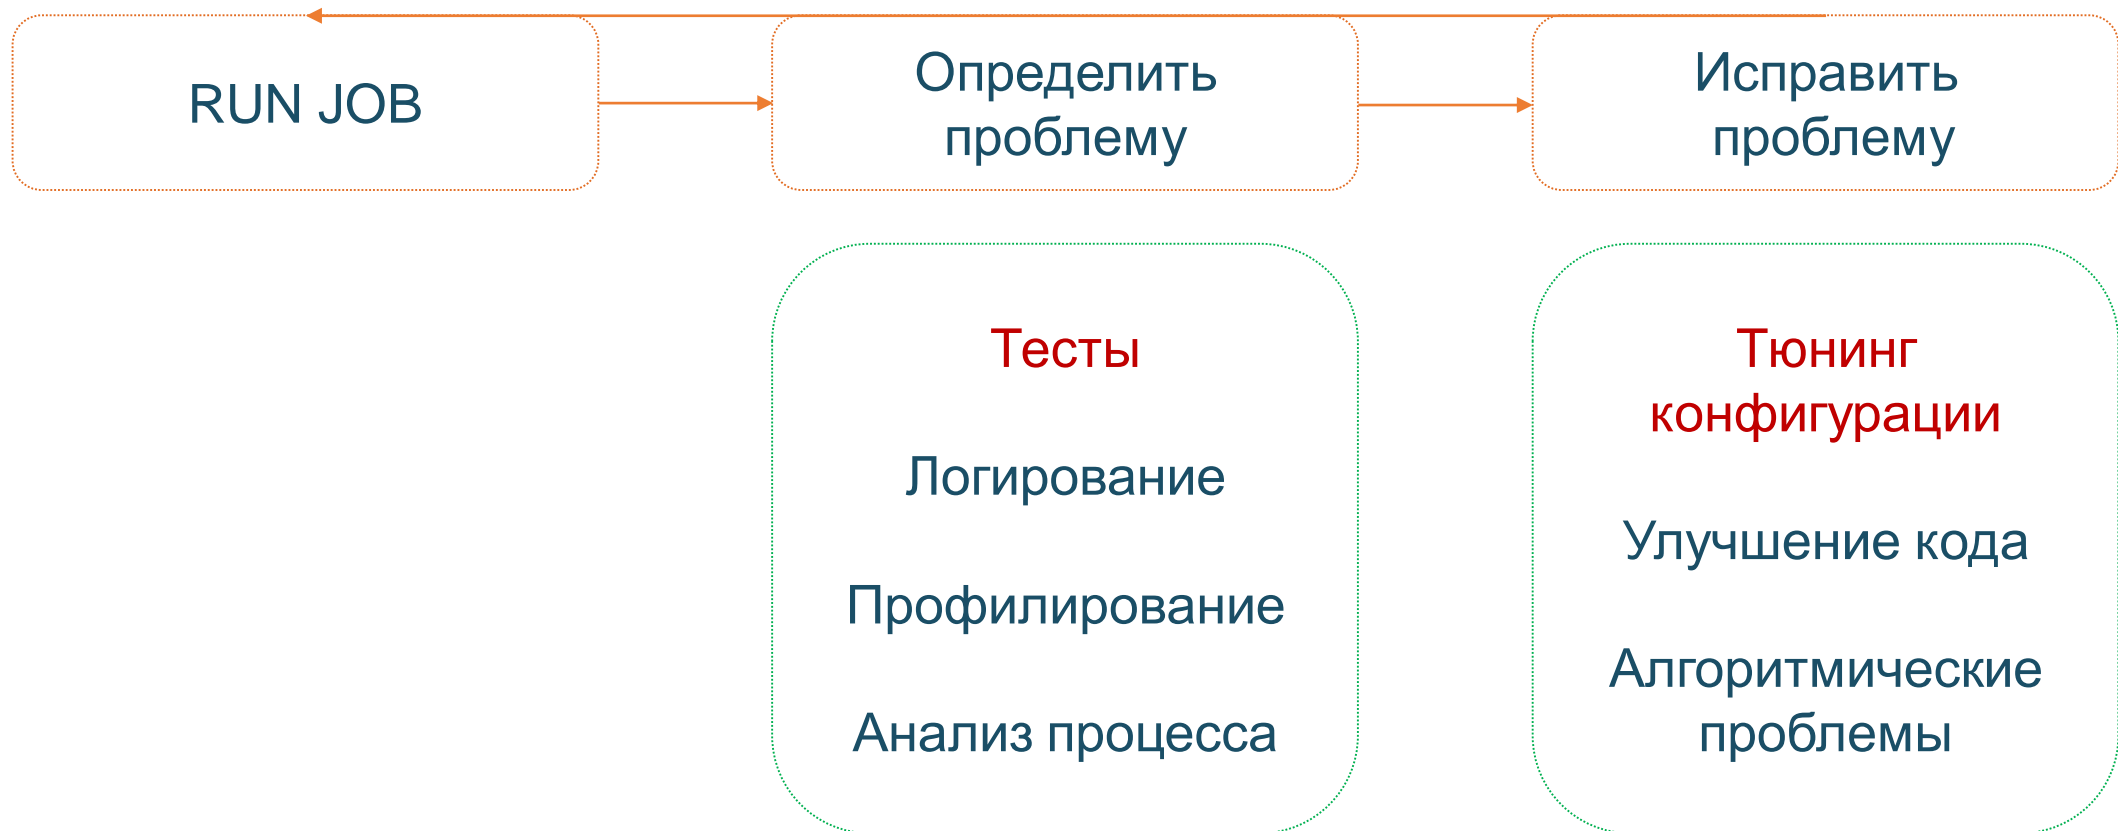 RUN JOB
Определить
проблему
Исправить
проблему
Тесты
Логирование
Профилирование
Анализ процесса
Тюнинг
конфигурации
Улучшение кода
Алгоритмические
проблемы